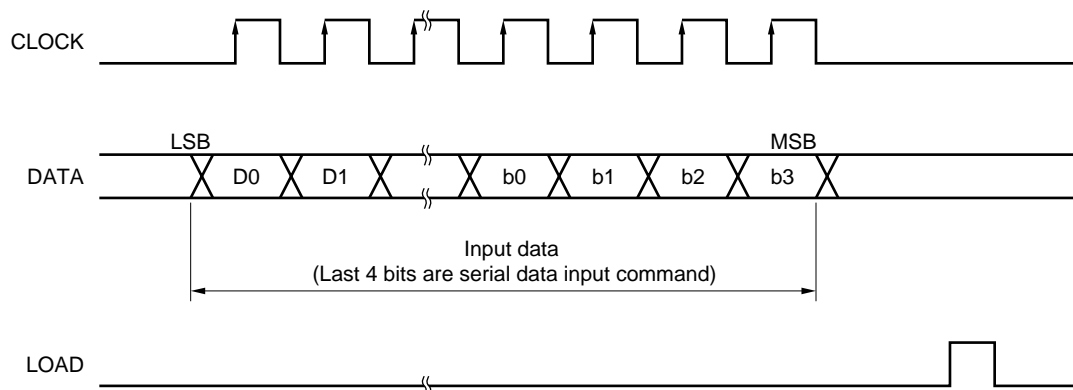 CLOCK
LSB
MSB
DATA
D0 D1 b0 b1 b2 b3
Input data
(Last 4 bits are serial data input command)
LOAD